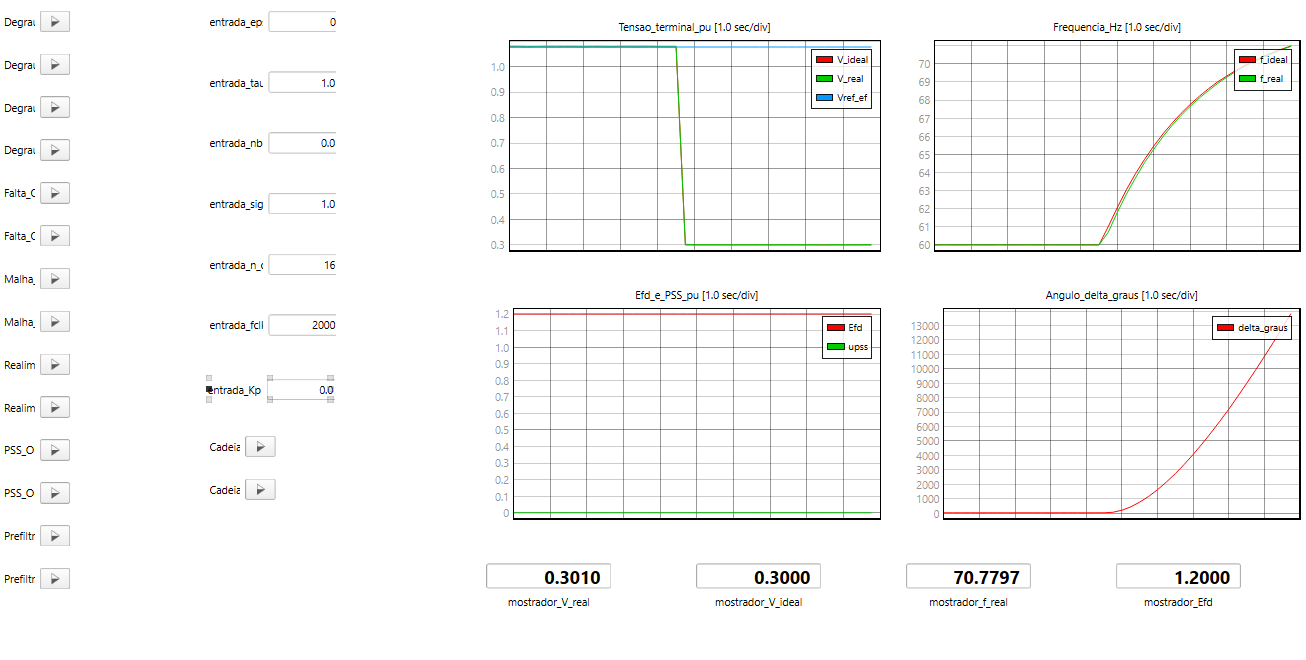 Degrau
Degrau
Degrau
Degrau
Falta_C
Falta_C
Malha_
Malha_
Realim
Realim
PSS_O
PSS_O
Prefiltr
Prefiltr
entrada_ep: 0
entrada_tau 1.0
entrada_nb 0.0
entrada_sig 1.0
entrada_n_c 16
entrada_fcll 2000
entrada_Kp 0.0
Cadeia
Cadeia
Tensao_terminal_pu [1.0 sec/div]
1.0
0.9
0.8
0.7
0.6
0.5
0.4
0.3
V_ideal
V_real
Vref_ef
Frequencia_Hz [1.0 sec/div]
70
69
68
67
66
65
64
63
62
61
60
f_ideal
f_real
Efd_e_PSS_pu [1.0 sec/div]
1.2
1.1
1.0
0.9
0.8
0.7
0.6
0.5
0.4
0.3
0.2
0.1
0
Efd
upss
Angulo_delta_graus [1.0 sec/div]
13000
12000
11000
10000
9000
8000
7000
6000
5000
4000
3000
2000
1000
0
delta_graus
0.3010
mostrador_V_real
0.3000
mostrador_V_ideal
70.7797
mostrador_f_real
1.2000
mostrador_Efd